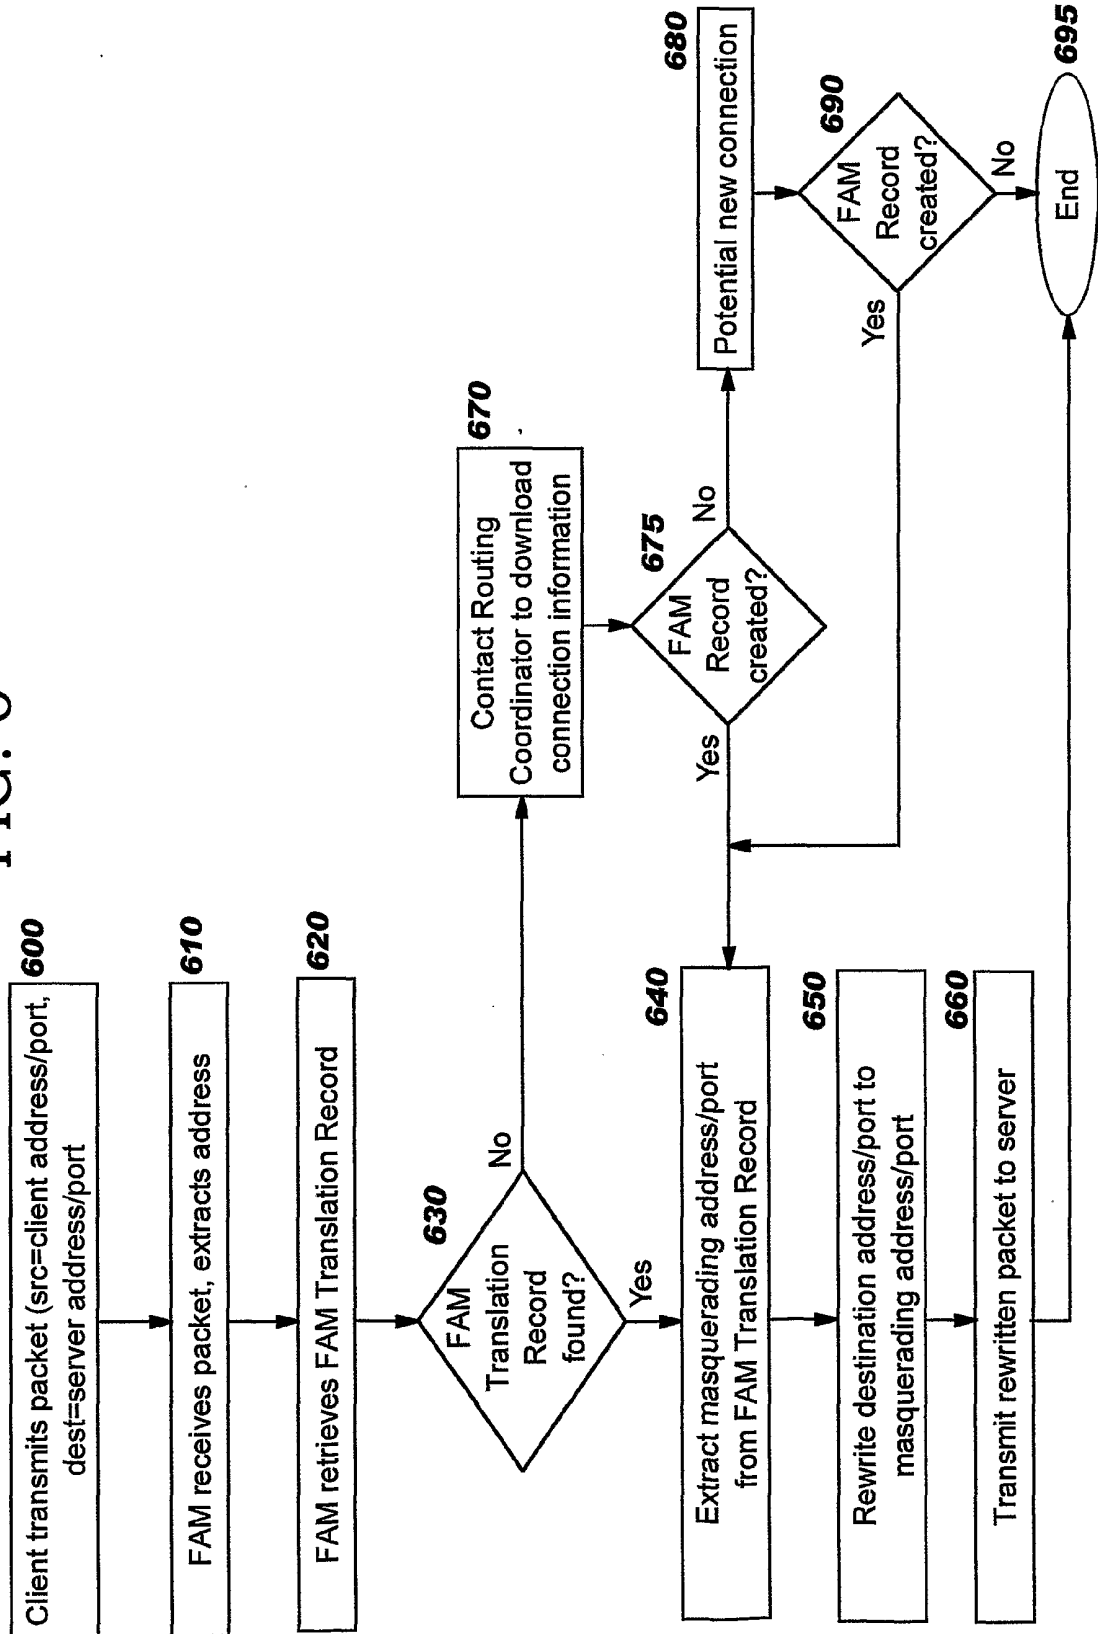 FIG. 6
Client transmits packet (src=client address/port,
dest=server address/port
600
FAM receives packet, extracts address
610
FAM retrieves FAM Translation Record
620
FAM
Translation
Record
found?
630
No
Yes
Contact Routing
Coordinator to download
connection information
670
FAM
Record
created?
675
No
Yes
Potential new connection
680
FAM
Record
created?
690
Yes
No
Extract masquerading address/port
from FAM Translation Record
640
Rewrite destination address/port to
masquerading address/port
650
Transmit rewritten packet to server
660
End
695